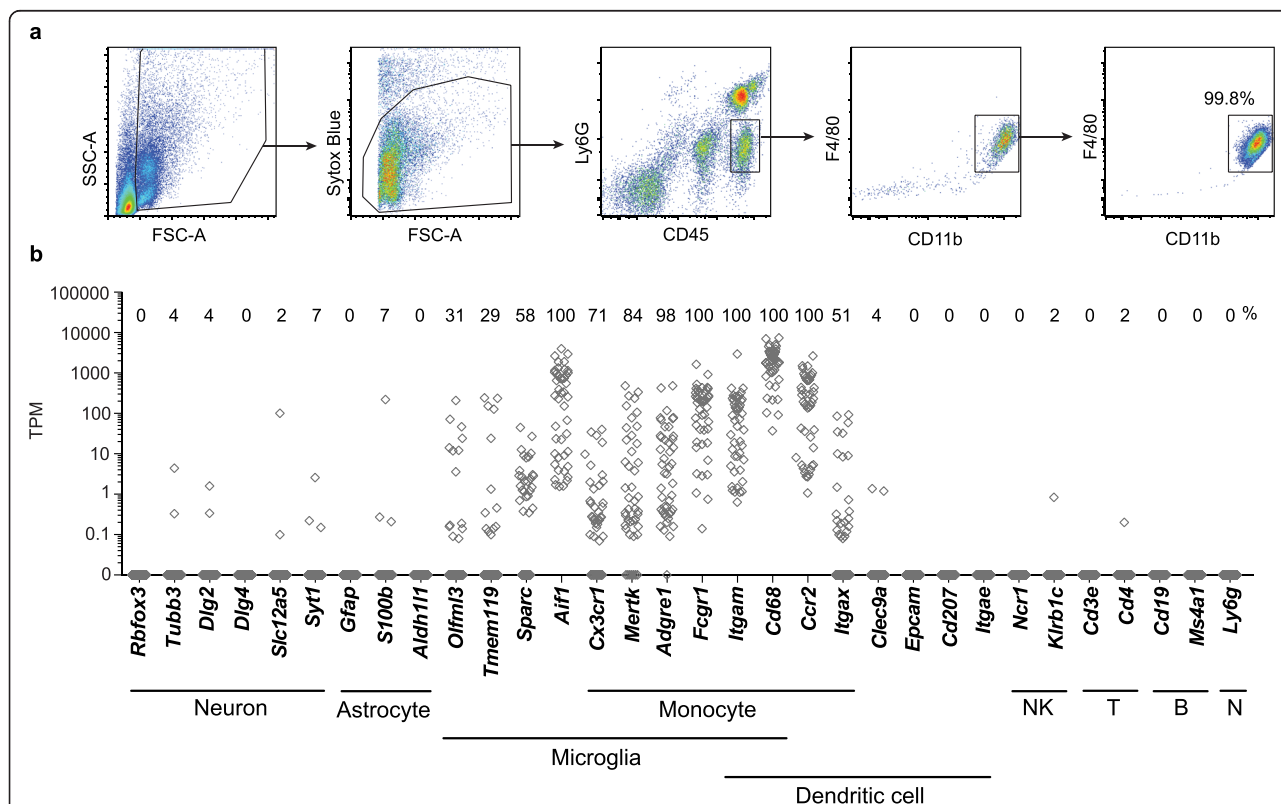 a
SSC-A
FSC-A
Sytox Blue
FSC-A
Ly6G
CD45
F4/80
CD11b
99.8%
F4/80
CD11b
b
TPM
100000
10000
1000
100
10
1
0.1
0
0 4 4 0 2 7 0 7 0 31 29 58 100 71 84 98 100 100 100 100 51 4 0 0 0 0 2 0 2 0 0 0 %
Rbfox3 Tubb3 Dlg2 Dlg4 Slc12a5 Syt1 Gfap S100b Aldh1l1 Olfml3 Tmem119 Sparc Aif1 Cx3cr1 Mertk Adgre1 Fcgr1 Itgam Cd68 Ccr2 Itgax Clec9a Epcam Cd207 Itgae Ncr1 Klrb1c Cd3e Cd4 Cd19 Ms4a1 Ly6g
Neuron Astrocyte Monocyte NK T B N
Microglia
Dendritic cell